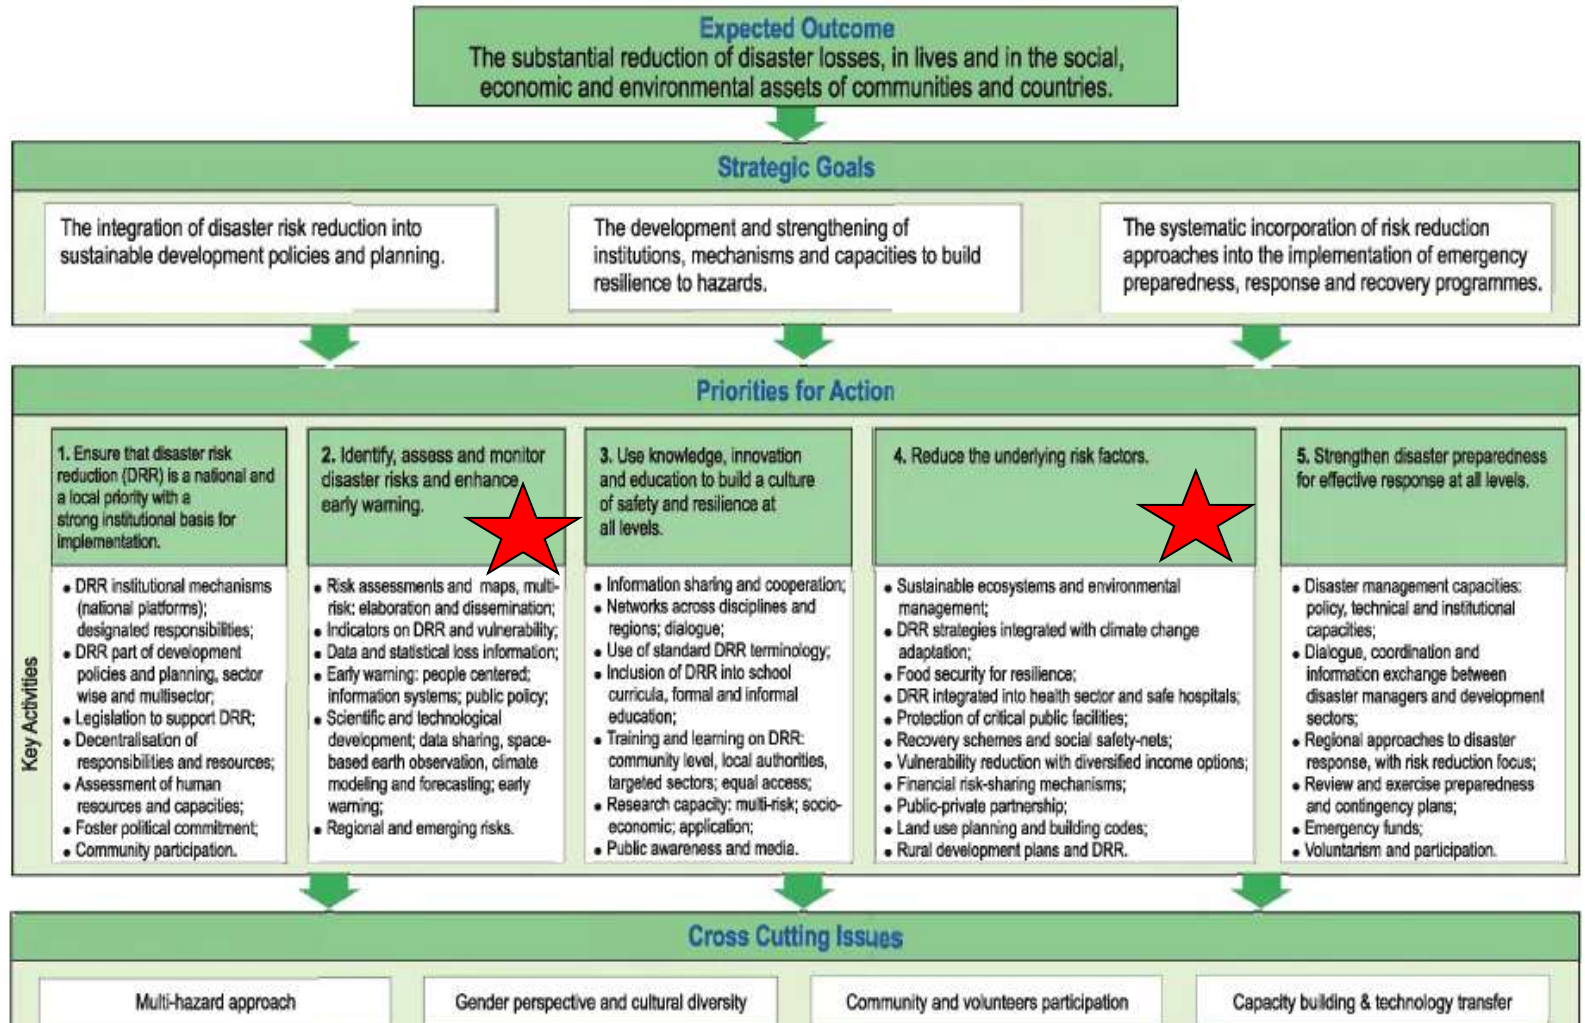 Expected Outcome
The substantial reduction of disaster losses, in lives and in the social,
economic and environmental assets of communities and countries.
Strategic Goals
The integration of disaster risk reduction into
sustainable development policies and planning.
The development and strengthening of
institutions, mechanisms and capacities to build
resilience to hazards.
The systematic incorporation of risk reduction
approaches into the implementation of emergency
preparedness, response and recovery programmes.
Priorities for Action
Key Activities
1. Ensure that disaster risk
reduction (DRR) is a national and
a local priority with a
strong institutional basis for
implementation.
• DRR institutional mechanisms
(national platforms);
designated responsibilities;
• DRR part of development
policies and planning, sector
wise and multisector;
• Legislation to support DRR;
• Decentralisation of
responsibilities and resources;
• Assessment of human
resources and capacities;
• Foster political commitment;
• Community participation.
2. Identify, assess and monitor
disaster risks and enhance
early warning.
• Risk assessments and maps, multi-
risk: elaboration and dissemination;
• Indicators on DRR and vulnerability;
• Data and statistical loss information;
• Early warning: people centered;
information systems; public policy;
• Scientific and technological
development; data sharing, space-
based earth observation, climate
modeling and forecasting; early
warning;
• Regional and emerging risks.
3. Use knowledge, innovation
and education to build a culture
of safety and resilience at
all levels.
• Information sharing and cooperation;
• Networks across disciplines and
regions; dialogue;
• Use of standard DRR terminology;
• Inclusion of DRR into school
curricula, formal and informal
education;
• Training and learning on DRR:
community level, local authorities,
targeted sectors; equal access;
• Research capacity: multi-risk; socio-
economic; application;
• Public awareness and media.
4. Reduce the underlying risk factors.
• Sustainable ecosystems and environmental
management;
• DRR strategies integrated with climate change
adaptation;
• Food security for resilience;
• DRR integrated into health sector and safe hospitals;
• Protection of critical public facilities;
• Recovery schemes and social safety-nets;
• Vulnerability reduction with diversified income options;
• Financial risk-sharing mechanisms;
• Public-private partnership;
• Land use planning and building codes;
• Rural development plans and DRR.
5. Strengthen disaster preparedness
for effective response at all levels.
• Disaster management capacities:
policy, technical and institutional
capacities;
• Dialogue, coordination and
information exchange between
disaster managers and development
sectors;
• Regional approaches to disaster
response, with risk reduction focus;
• Review and exercise preparedness
and contingency plans;
• Emergency funds;
• Voluntarism and participation.
Cross Cutting Issues
Multi-hazard approach
Gender perspective and cultural diversity
Community and volunteers participation
Capacity building & technology transfer